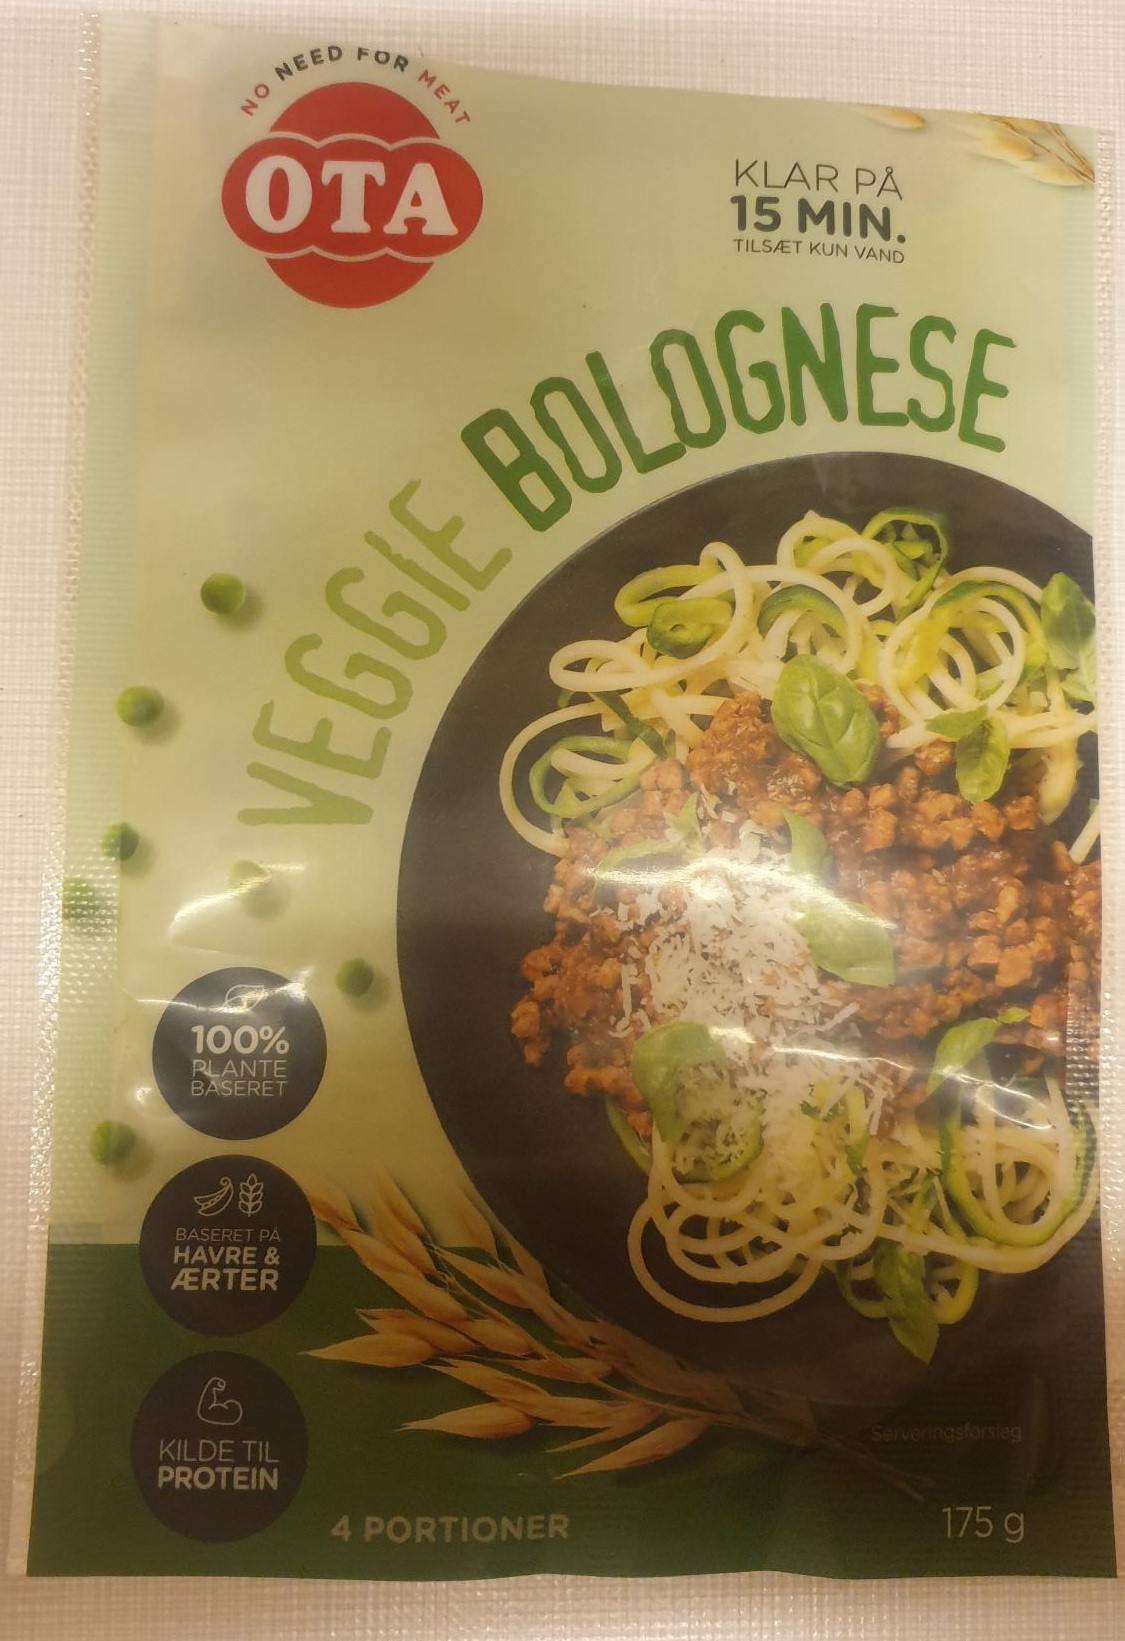 NO NEED FOR MEAT
OTA
KLAR PÅ
15 MIN.
TILSÆT KUN VAND
VEGGIE BOLOGNESE
100%
PLANTE
BASERET
BASERET PÅ
HAVRE &
ÆRTER
KILDE TIL
PROTEIN
Serveringsforslag
4 PORTIONER
175 g